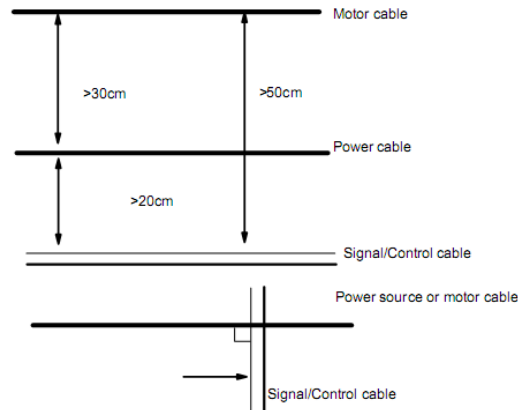 Motor cable
>30cm
>50cm
Power cable
>20cm
Signal/Control cable
Power source or motor cable
Signal/Control cable